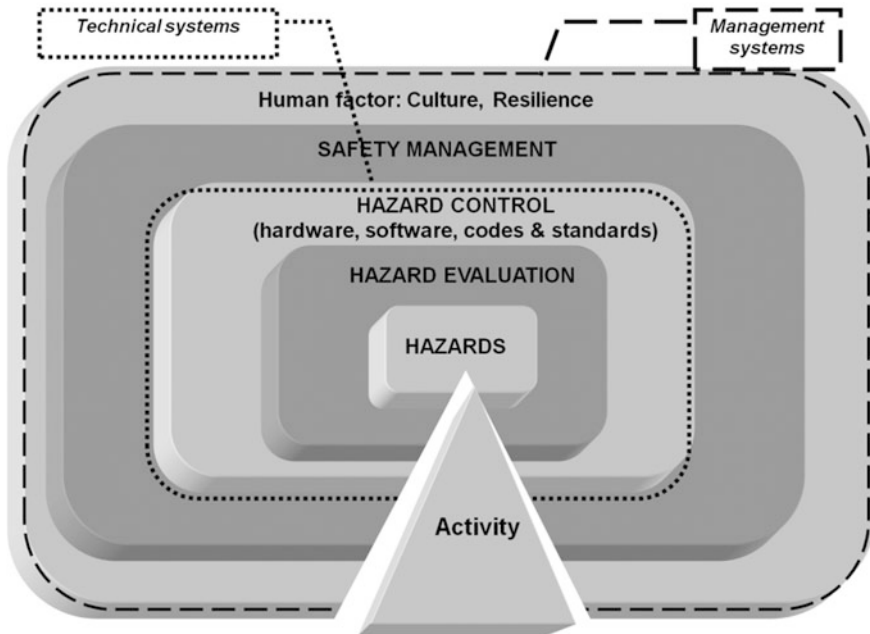 Technical systems
Management
systems
Human factor: Culture, Resilience
SAFETY MANAGEMENT
HAZARD CONTROL
(hardware, software, codes & standards)
HAZARD EVALUATION
HAZARDS
Activity